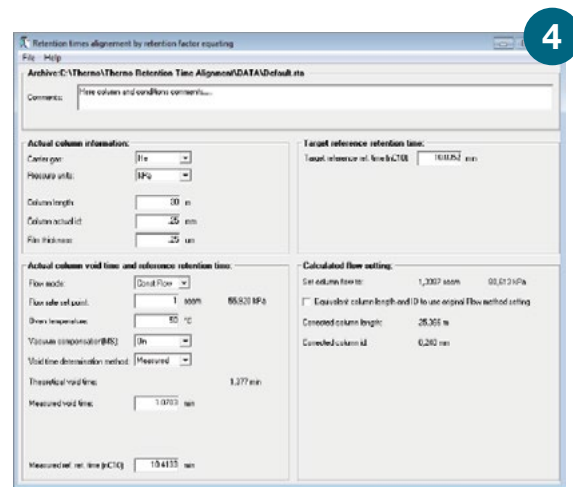 4
Retention times alignement by retention factor equeting
File Help
Archive:C:\Thermo\Thermo Retention Time Alignment\DATA\Default.rta
Comments: Here column and conditions comments....
Actual column information:
Carrier gas: He
Pressure units: kPa
Column length: 30 m
Column actual id: .25 mm
Film thickness: .25 um
Target reference retention time:
Target reference ret. time (nC10): min
Actual column void time and reference retention time:
Flow mode: Const Flow
Flow rate set point: 1 sccm kPa
Oven temperature: 50 °C
Vacuum compensation(MS): On
Void time determination method: Measured
Theoretical void time: 1,377 min
Measured void time: min
Measured ref. ret. time (nC10): min
Calculated flow setting:
Set column flow to: sccm kPa
Equivalent column length and ID to use original Flow method setting
Corrected column length: m
Corrected column id: 0,243 mm